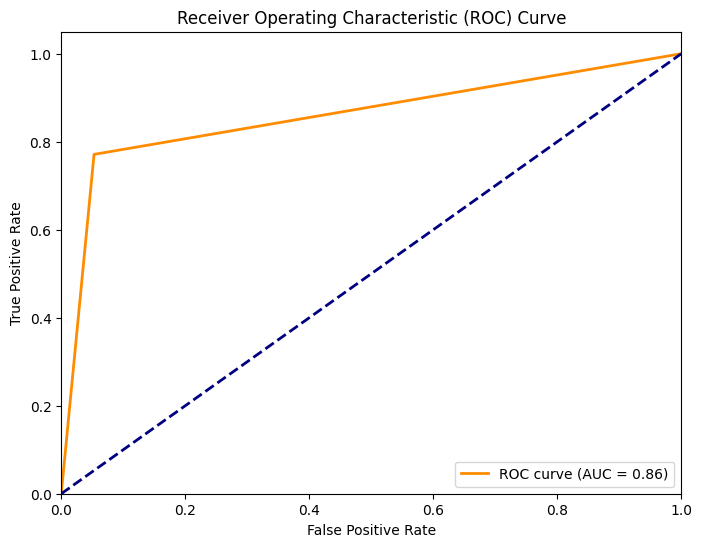 Receiver Operating Characteristic (ROC) Curve
1.0
0.8
0.6
0.4
0.2
0.0
True Positive Rate
ROC curve (AUC = 0.86)
0.0 0.2 0.4 0.6 0.8 1.0
False Positive Rate